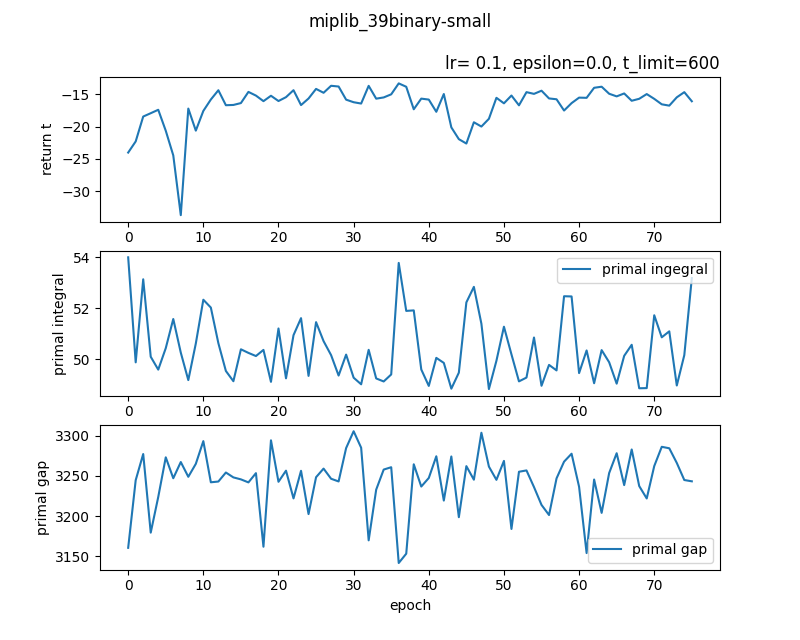 miplib_39binary-small
lr= 0.1, epsilon=0.0, t_limit=600
−15
−20
−25
−30
return t
0 10 20 30 40 50 60 70
54
52
50
primal integral
primal ingegral
0 10 20 30 40 50 60 70
3300
3250
3200
3150
primal gap
primal gap
0 10 20 30 40 50 60 70
epoch